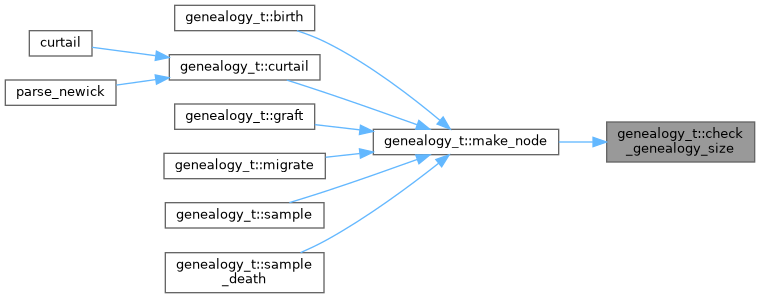 genealogy_t::birth
curtail
genealogy_t::curtail
parse_newick
genealogy_t::graft
genealogy_t::make_node
genealogy_t::check
_genealogy_size
genealogy_t::migrate
genealogy_t::sample
genealogy_t::sample
_death